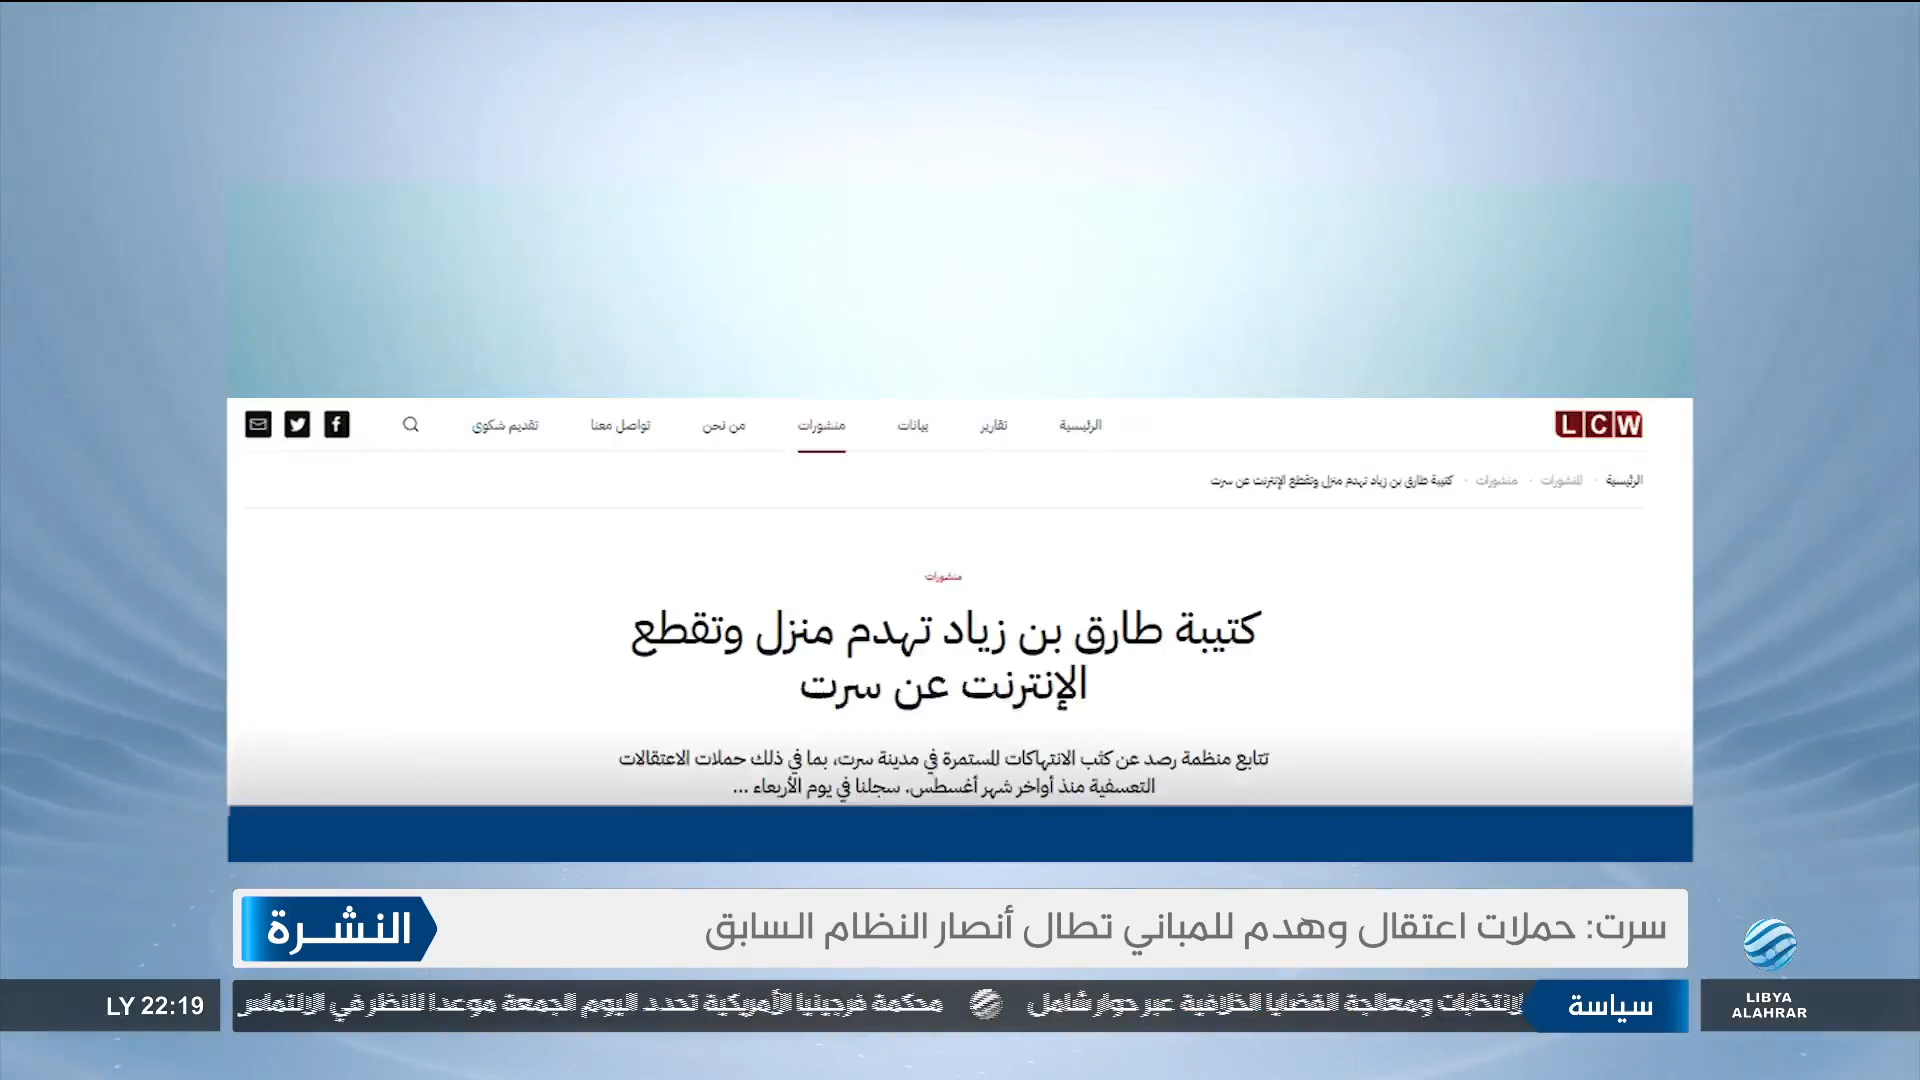 LCW
الرئيسية تقارير بيانات منشورات من نحن تواصل معنا تقديم شكوى
الرئيسية · المنشورات · منشورات · كتيبة طارق بن زياد تهدم منزل وتقطع الإنترنت عن سرت
منشورات
كتيبة طارق بن زياد تهدم منزل وتقطع
الإنترنت عن سرت
تتابع منظمة رصد عن كثب الانتهاكات المستمرة في مدينة سرت، بما في ذلك حملات الاعتقالات
التعسفية منذ أواخر شهر أغسطس. سجلنا في يوم الأربعاء ...
سرت: حملات اعتقال وهدم للمباني تطال أنصار النظام السابق
النشرة
سياسة
لانتخابات ومعالجة القضايا الخلافية عبر حوار شامل محكمة فرجينيا الأمريكية تحدد اليوم الجمعة موعدا للنظر في الالتماس
LY 22:19
LIBYA
ALAHRAR